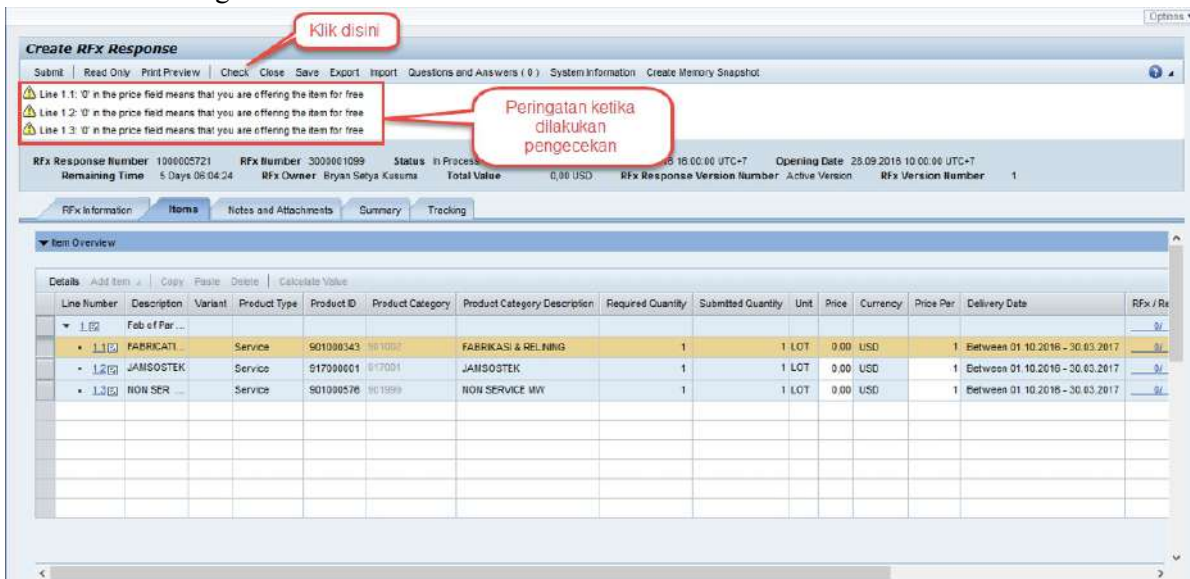 Options
Klik disini
Create RFx Response
Submit | Read Only Print Preview | Check Close Save Export Import Questions and Answers ( 0 ) System Information Create Memory Snapshot
Line 1.1: '0' in the price field means that you are offering the item for free
Line 1.2: '0' in the price field means that you are offering the item for free
Line 1.3: '0' in the price field means that you are offering the item for free
Peringatan ketika
dilakukan
pengecekan
RFx Response Number 1000005721 RFx Number 3000001099 Status In Process 16:00:00 UTC+7 Opening Date 28.09.2016 10:00:00 UTC+7
Remaining Time 5 Days 06:04:24 RFx Owner Bryan Setya Kusuma Total Value 0,00 USD RFx Response Version Number Active Version RFx Version Number 1
RFx Information Items Notes and Attachments Summary Tracking
Item Overview
Details Add Item | Copy Paste Delete | Calculate Value
Line Number Description Variant Product Type Product ID Product Category Product Category Description Required Quantity Submitted Quantity Unit Price Currency Price Per Delivery Date RFx / Re
1 Fab of Par ... 0/
1.1 FABRICATI... Service 901000343 901002 FABRIKASI & RELINING 1 1 LOT 0,00 USD 1 Between 01.10.2016 - 30.03.2017 0/
1.2 JAMSOSTEK Service 917000001 917001 JAMSOSTEK 1 1 LOT 0,00 USD 1 Between 01.10.2016 - 30.03.2017 0/
1.3 NON SER ... Service 901000576 901999 NON SERVICE MW 1 1 LOT 0,00 USD 1 Between 01.10.2016 - 30.03.2017 0/